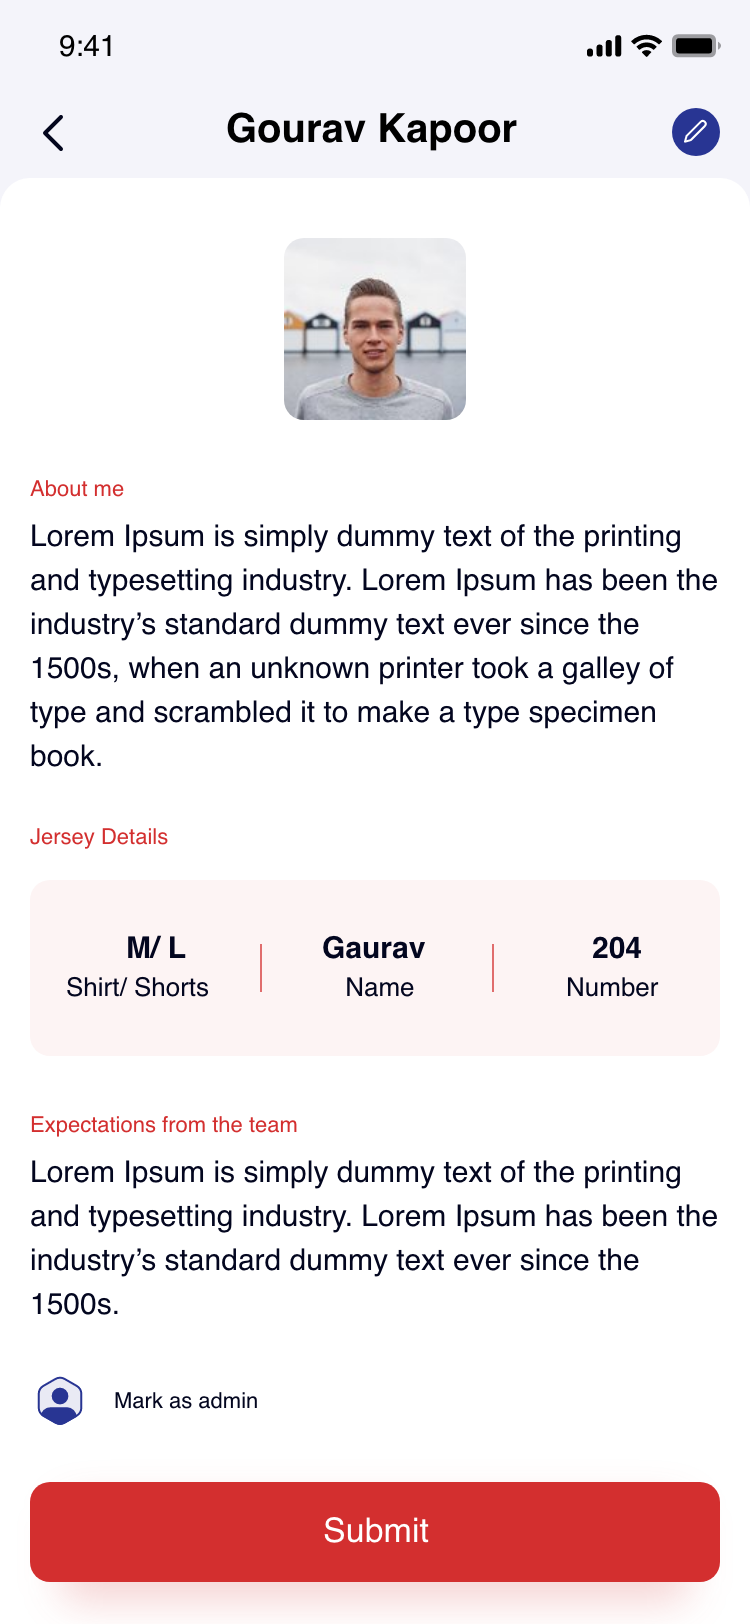 9:41
Gourav Kapoor
About me
Lorem Ipsum is simply dummy text of the printing
and typesetting industry. Lorem Ipsum has been the
industry’s standard dummy text ever since the
1500s, when an unknown printer took a galley of
type and scrambled it to make a type specimen
book.
Jersey Details
M/ L
Shirt/ Shorts
Gaurav
Name
204
Number
Expectations from the team
Lorem Ipsum is simply dummy text of the printing
and typesetting industry. Lorem Ipsum has been the
industry’s standard dummy text ever since the
1500s.
Mark as admin
Submit